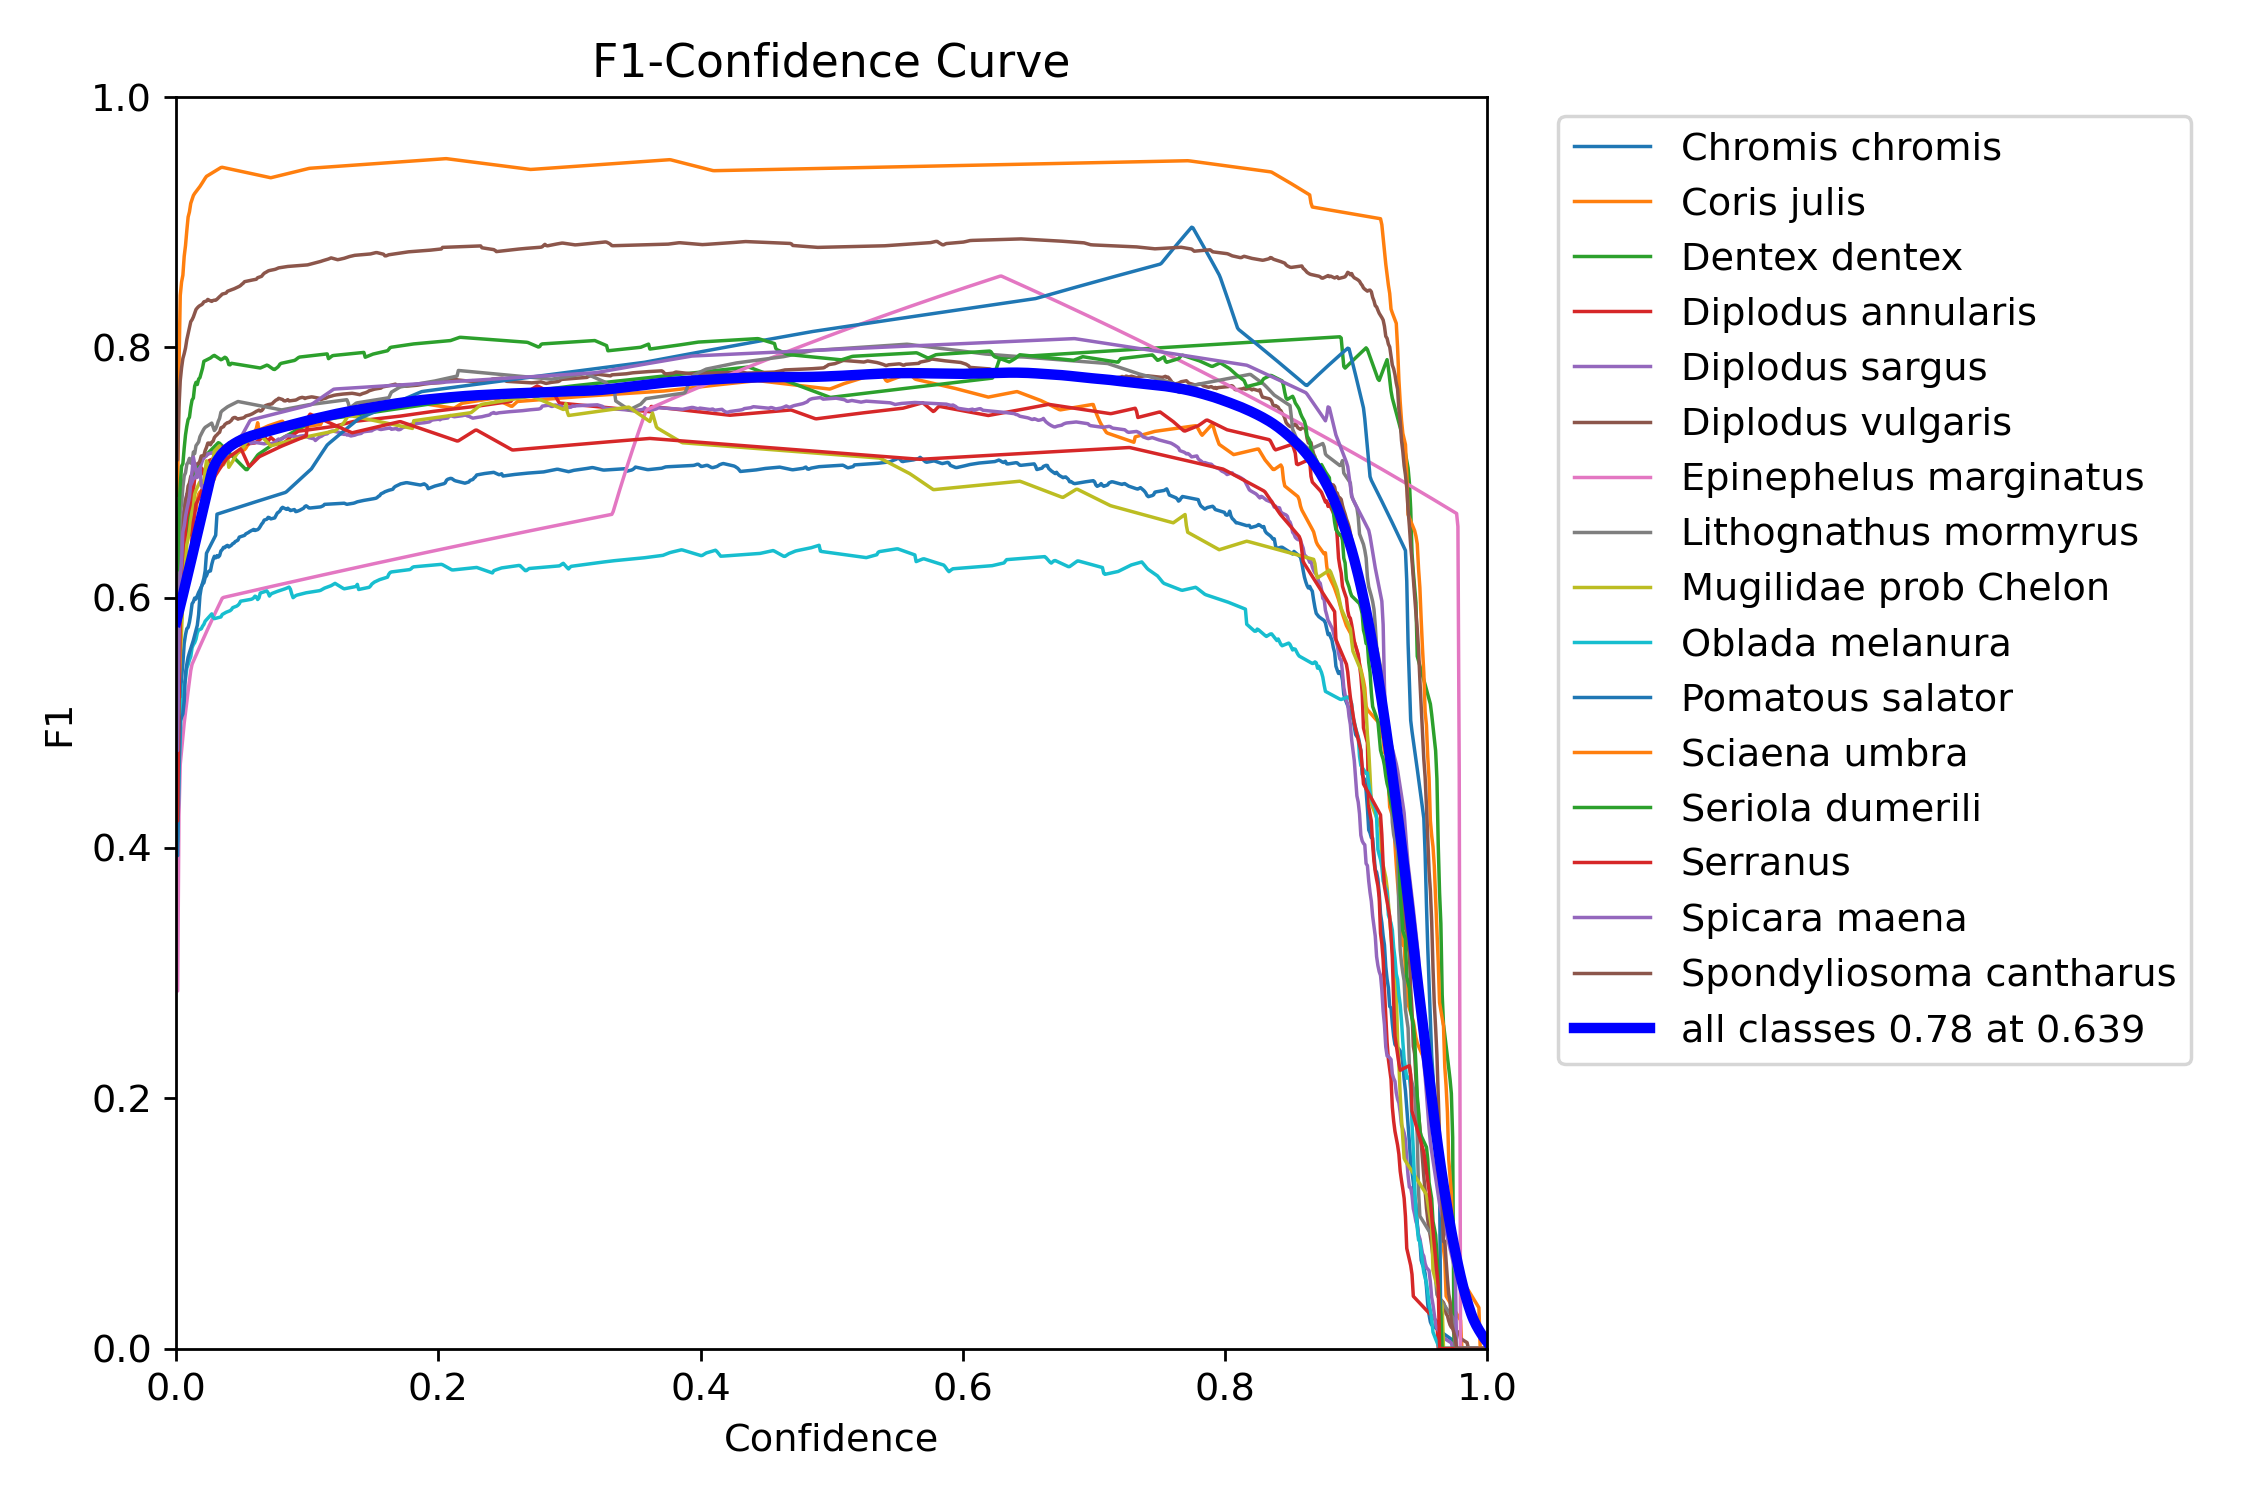 F1-Confidence Curve
1.0
0.8
0.6
0.4
0.2
0.0
F1
0.0 0.2 0.4 0.6 0.8 1.0
Confidence
Chromis chromis
Coris julis
Dentex dentex
Diplodus annularis
Diplodus sargus
Diplodus vulgaris
Epinephelus marginatus
Lithognathus mormyrus
Mugilidae prob Chelon
Oblada melanura
Pomatous salator
Sciaena umbra
Seriola dumerili
Serranus
Spicara maena
Spondyliosoma cantharus
all classes 0.78 at 0.639